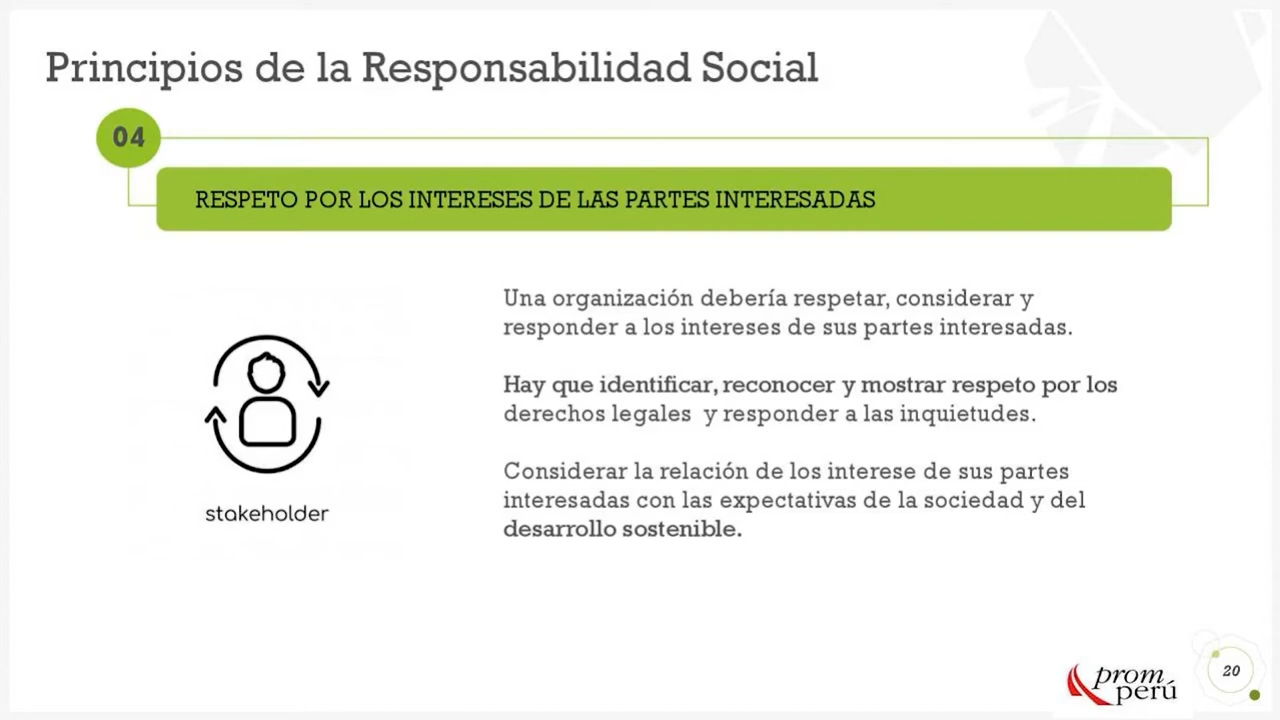 Principios de la Responsabilidad Social
04
RESPETO POR LOS INTERESES DE LAS PARTES INTERESADAS
Una organización debería respetar, considerar y
responder a los intereses de sus partes interesadas.
Hay que identificar, reconocer y mostrar respeto por los
derechos legales y responder a las inquietudes.
Considerar la relación de los interese de sus partes
interesadas con las expectativas de la sociedad y del
desarrollo sostenible.
stakeholder
prom
perú
20